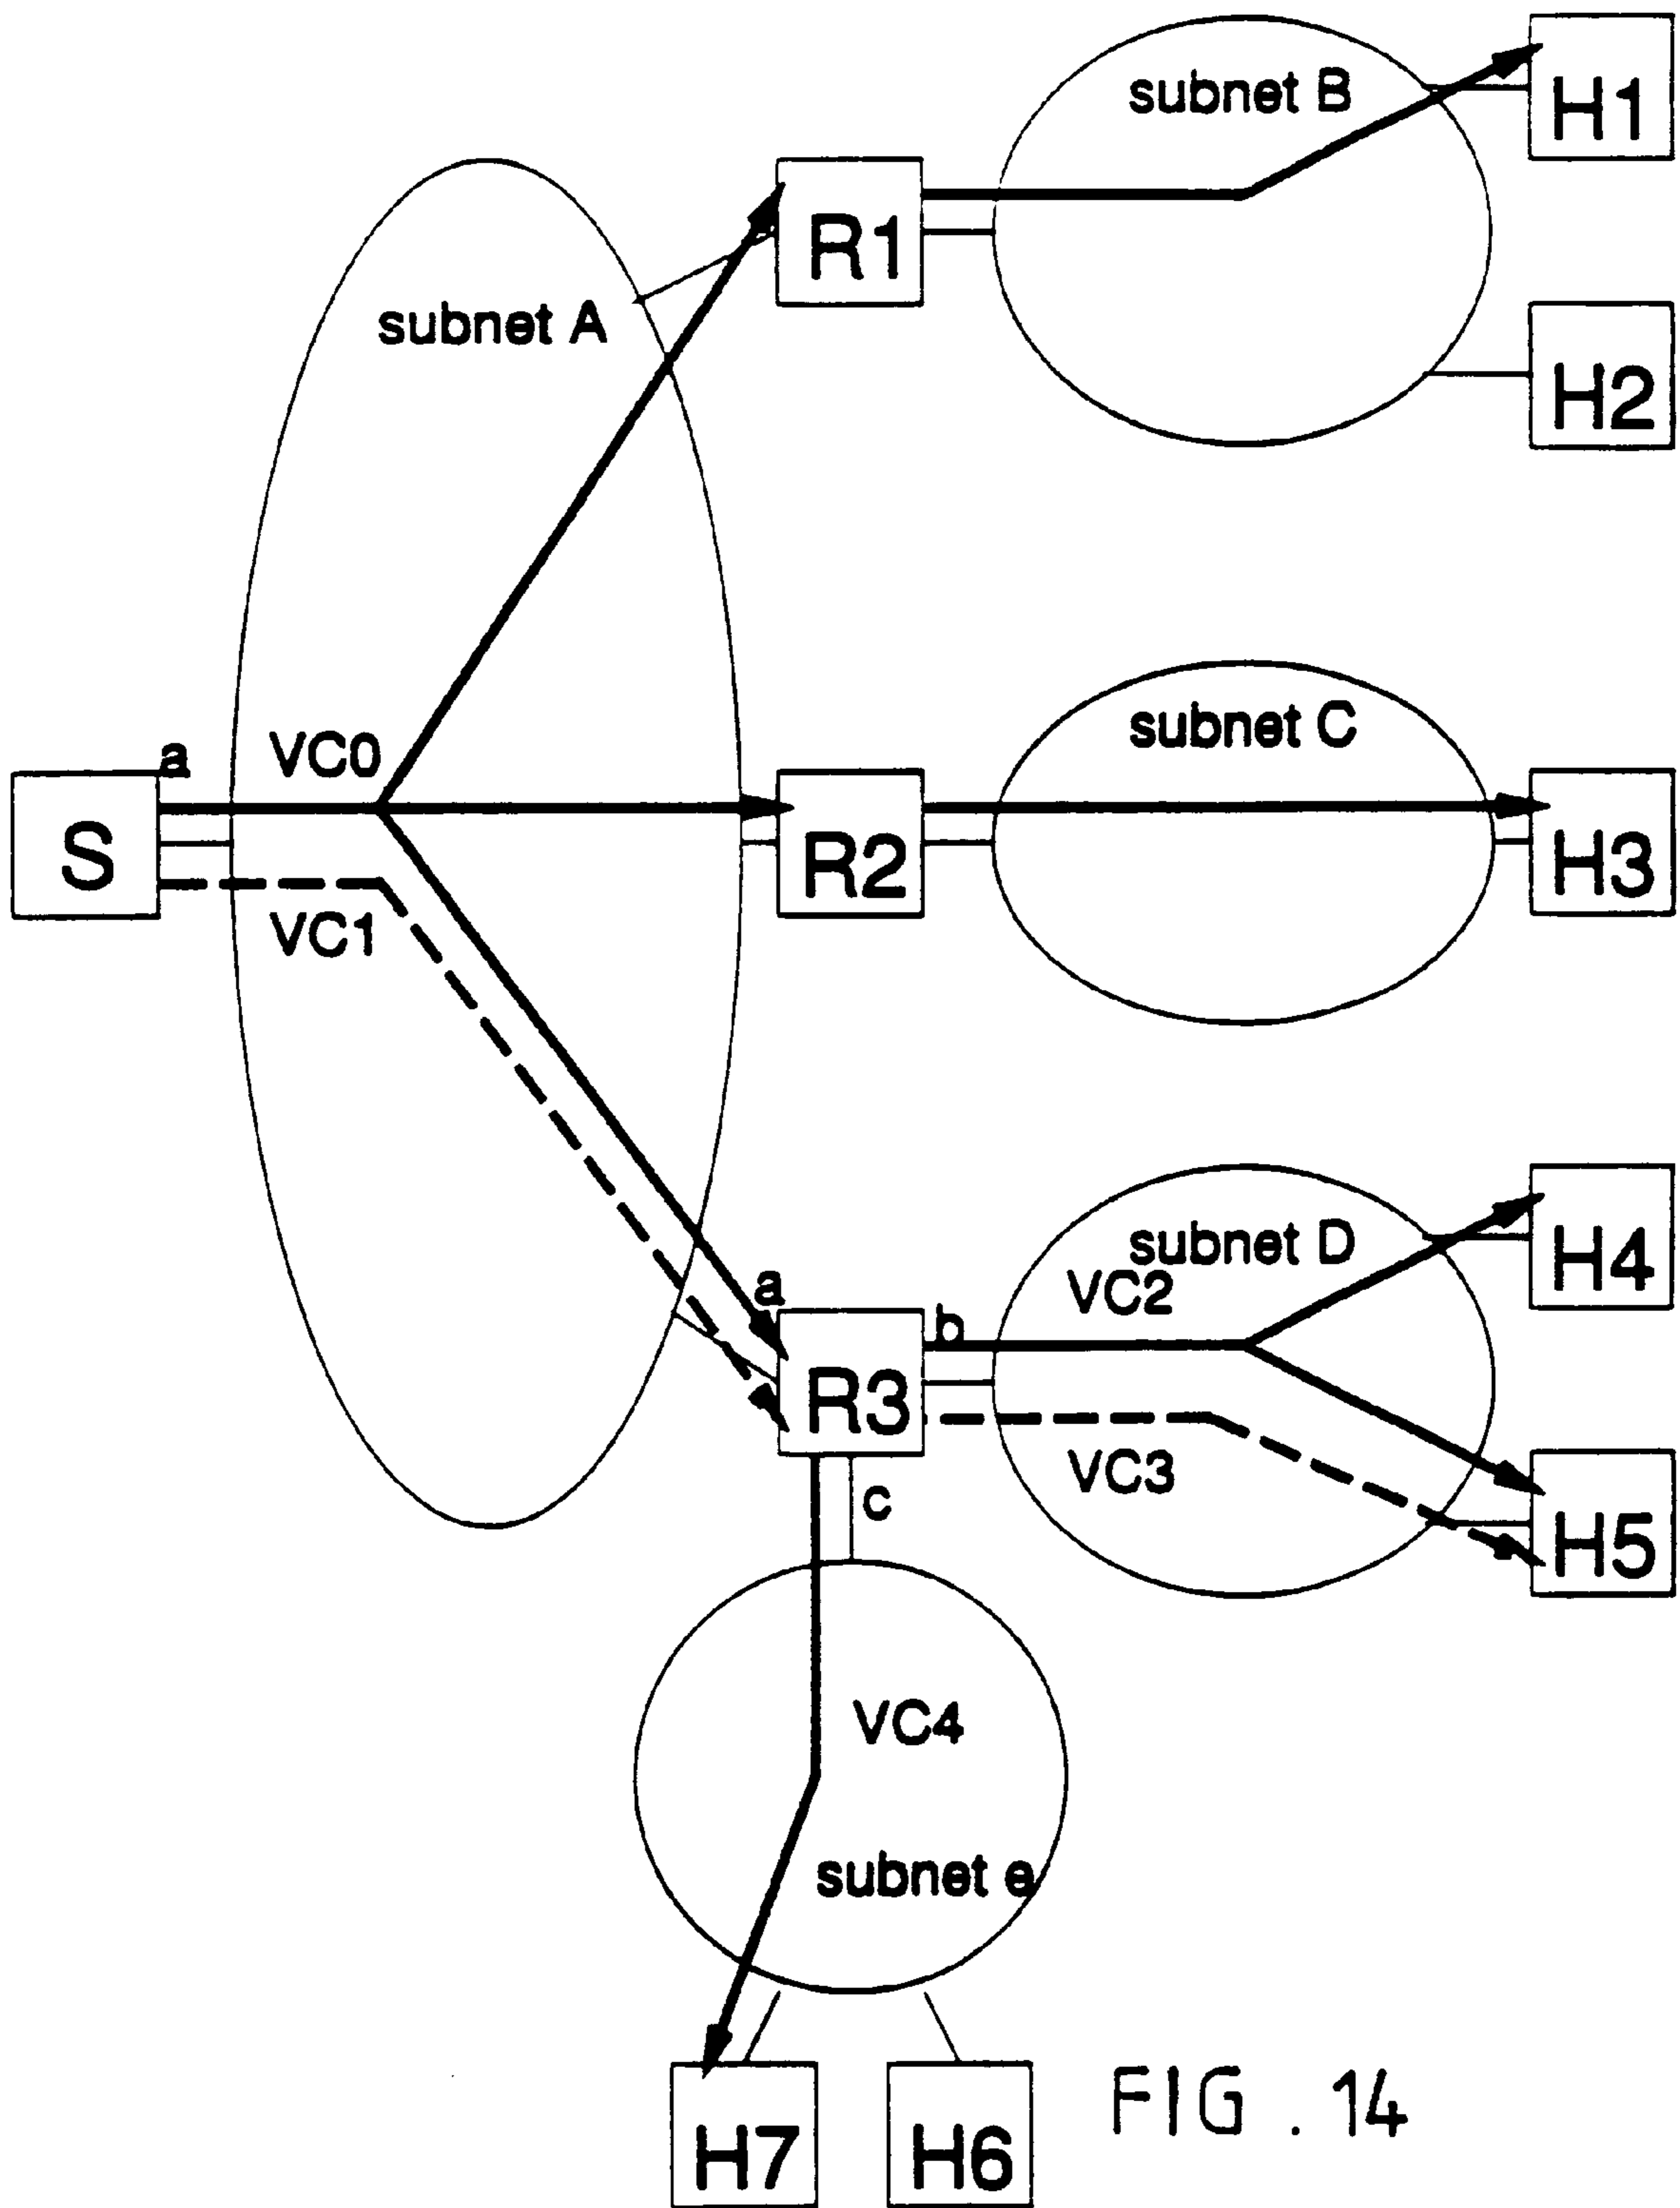 subnet B
H1
R1
subnet A
H2
a
VC0
subnet C
S
R2
H3
VC1
H4
subnet D
a
VC2
b
R3
VC3
c
H5
VC4
subnet e
H7
H6
FIG . 14